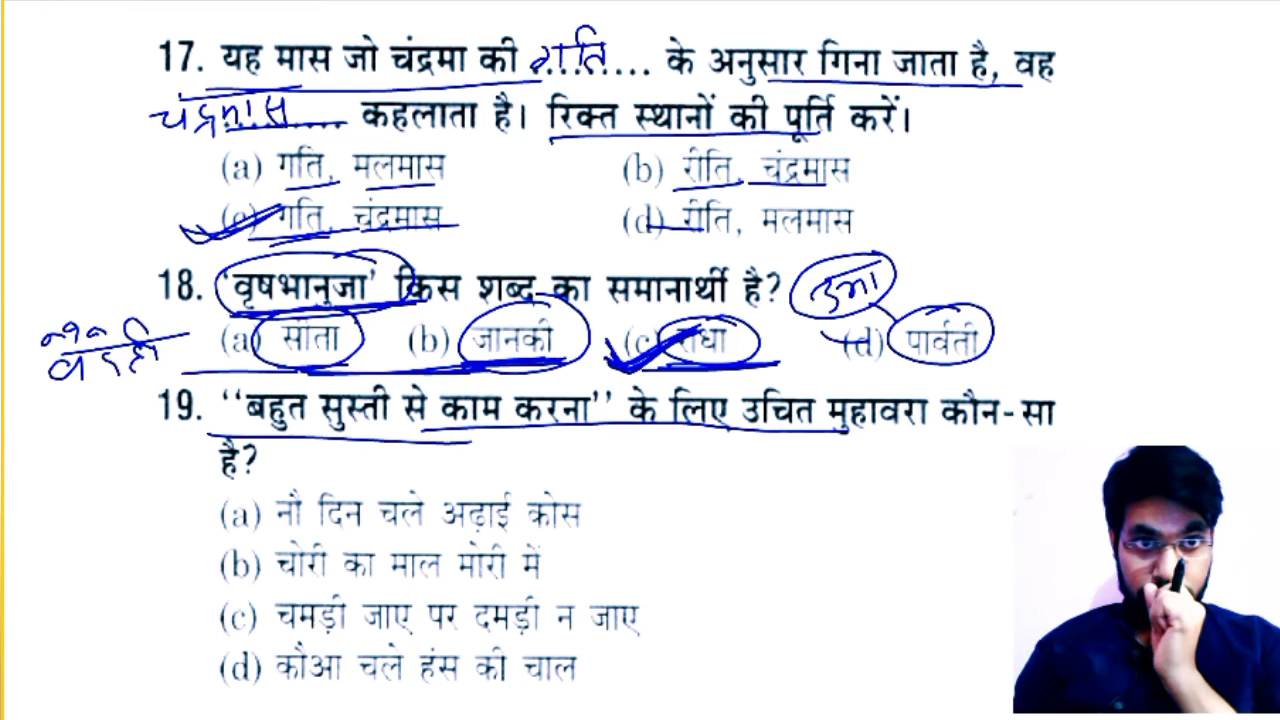 17. यह मास जो चंद्रमा की गति .... के अनुसार गिना जाता है, वह
चंद्रमास .... कहलाता है। रिक्त स्थानों की पूर्ति करें।
(a) गति, मलमास (b) रीति, चंद्रमास
(c) गति, चंद्रमास (d) रीति, मलमास
18. 'वृषभानुजा' किस शब्द का समानार्थी है? उमा
(a) सीता (b) जानकी (c) राधा (d) पार्वती
19. ‘‘बहुत सुस्ती से काम करना’’ के लिए उचित मुहावरा कौन-सा
है?
(a) नौ दिन चले अढ़ाई कोस
(b) चोरी का माल मोरी में
(c) चमड़ी जाए पर दमड़ी न जाए
(d) कौआ चले हंस की चाल